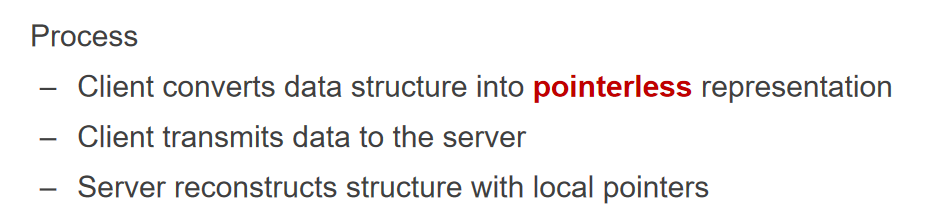 Process
– Client converts data structure into pointerless representation
– Client transmits data to the server
– Server reconstructs structure with local pointers